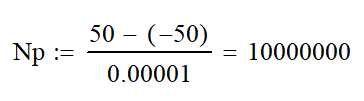 Np := (50 − (−50)) / 0.00001 = 10000000